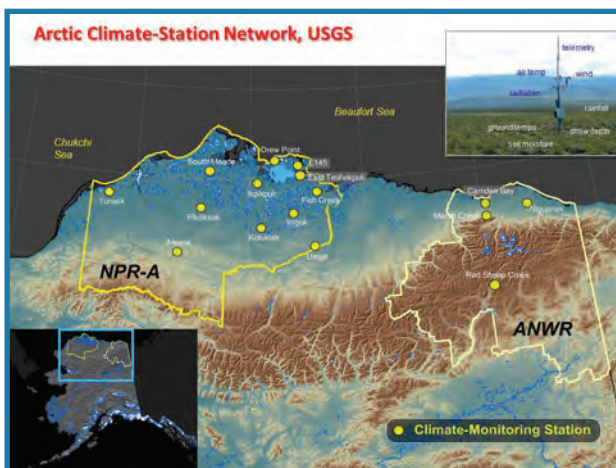 Arctic Climate-Station Network, USGS
telemetry
air temp
wind
radiation
rainfall
ground temps
snow depth
soil moisture
Beaufort Sea
Chukchi
Sea
Drew Point
South Meade
E145
East Teshekpuk
Camden Bay
Tunalik
Ikpikpuk
Fish Creek
Niguanak
Marsh Creek
Piksiksak
Inigok
Koluktak
Awuna
Umiat
NPR-A
Red Sheep Creek
ANWR
Climate-Monitoring Station